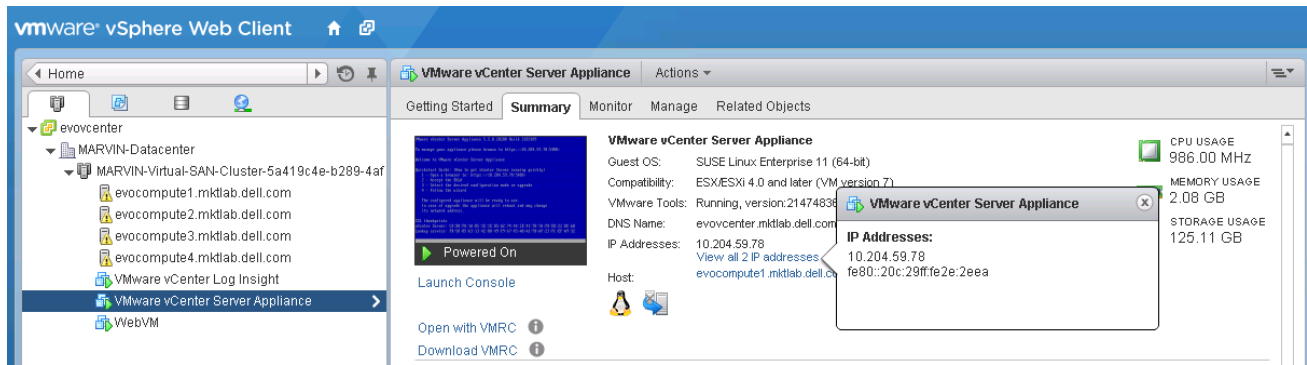 vmware® vSphere Web Client
Home
evovcenter
MARVIN-Datacenter
MARVIN-Virtual-SAN-Cluster-5a419c4e-b289-4af
evocompute1.mktlab.dell.com
evocompute2.mktlab.dell.com
evocompute3.mktlab.dell.com
evocompute4.mktlab.dell.com
VMware vCenter Log Insight
VMware vCenter Server Appliance
WebVM
VMware vCenter Server Appliance Actions
Getting Started Summary Monitor Manage Related Objects
Powered On
Launch Console
Open with VMRC
Download VMRC
VMware vCenter Server Appliance
Guest OS: SUSE Linux Enterprise 11 (64-bit)
Compatibility: ESX/ESXi 4.0 and later (VM version 7)
VMware Tools: Running, version:21474836
DNS Name: evovcenter.mktlab.dell.com
IP Addresses: 10.204.59.78
View all 2 IP addresses
Host: evocompute1.mktlab.dell.co
VMware vCenter Server Appliance
IP Addresses:
10.204.59.78
fe80::20c:29ff:fe2e:2eea
CPU USAGE
986.00 MHz
MEMORY USAGE
2.08 GB
STORAGE USAGE
125.11 GB